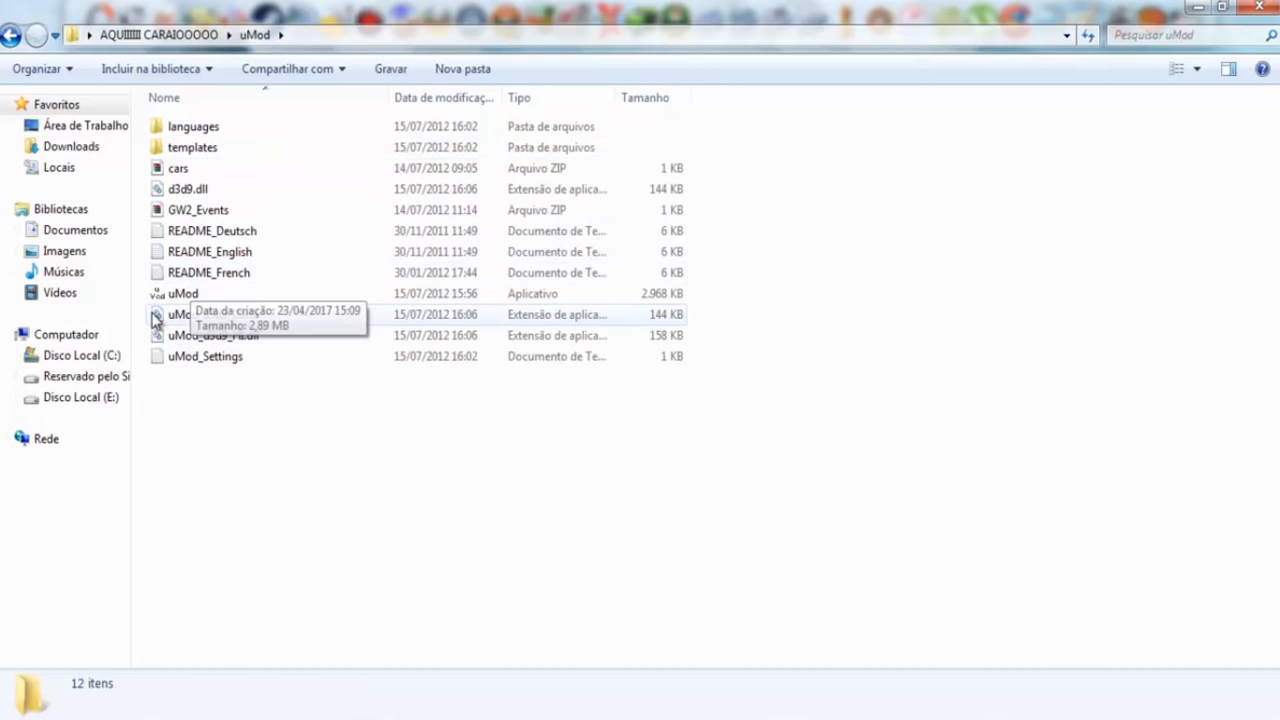 AQUIIIIII CARAIOOOOO uMod Pesquisar uMod
Organizar Incluir na biblioteca Compartilhar com Gravar Nova pasta
Nome Data de modificaç... Tipo Tamanho
Favoritos
Área de Trabalho
Downloads
Locais
Bibliotecas
Documentos
Imagens
Músicas
Vídeos
Computador
Disco Local (C:)
Reservado pelo Si
Disco Local (E:)
Rede
languages 15/07/2012 16:02 Pasta de arquivos
templates 15/07/2012 16:02 Pasta de arquivos
cars 14/07/2012 09:05 Arquivo ZIP 1 KB
d3d9.dll 15/07/2012 16:06 Extensão de aplica... 144 KB
GW2_Events 14/07/2012 11:14 Arquivo ZIP 1 KB
README_Deutsch 30/11/2011 11:49 Documento de Te... 6 KB
README_English 30/11/2011 11:49 Documento de Te... 6 KB
README_French 30/01/2012 17:44 Documento de Te... 6 KB
uMod 15/07/2012 15:56 Aplicativo 2.968 KB
Data da criação: 23/04/2017 15:09
Tamanho: 2,89 MB
15/07/2012 16:06 Extensão de aplica... 144 KB
15/07/2012 16:06 Extensão de aplica... 158 KB
uMod_Settings 15/07/2012 16:02 Documento de Te... 1 KB
12 itens